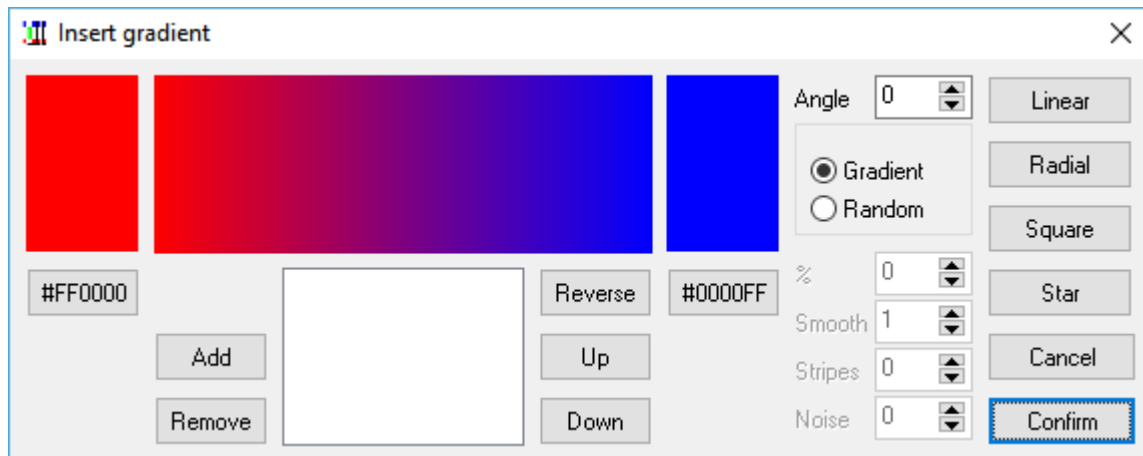 Insert gradient
Angle 0 Linear
Gradient Radial
Random
Square
#FF0000 Reverse #0000FF % 0 Star
Smooth 1
Add Up Stripes 0 Cancel
Remove Down Noise 0 Confirm